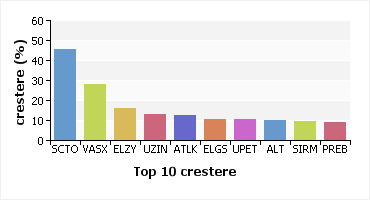 crestere (%)
60
50
40
30
20
10
0
SCTO VASX ELZY UZIN ATLK ELGS UPET ALT SIRM PREB
Top 10 crestere